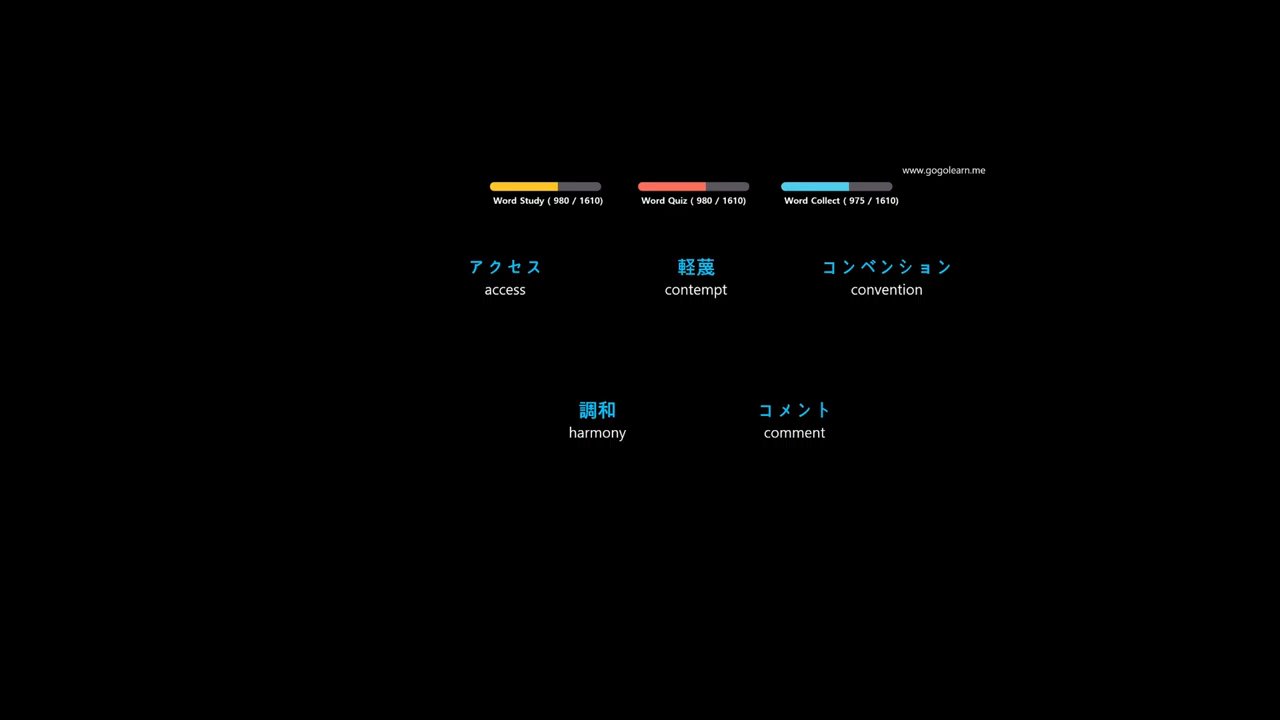 www.gogolearn.me
Word Study ( 980 / 1610)
Word Quiz ( 980 / 1610)
Word Collect ( 975 / 1610)
アクセス
access
軽蔑
contempt
コンベンション
convention
調和
harmony
コメント
comment